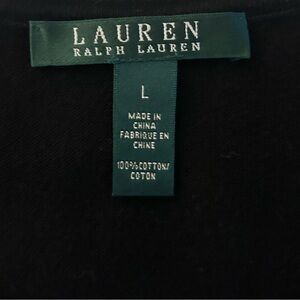 LAUREN
RALPH LAUREN
L
MADE IN
CHINA
FABRIQUE EN
CHINE
100%COTTON/
COTON